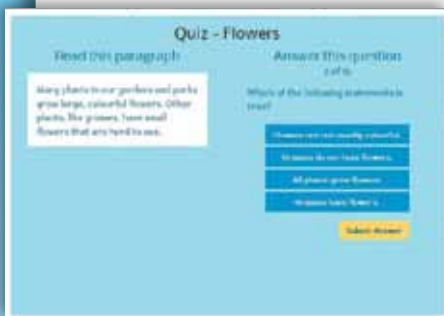 Quiz - Flowers
Read this paragraph
Many plants in our gardens and parks
grow large, colourful flowers. Other
plants, like grasses, have small
flowers that are hard to see.
Answer this question
Which of the following statements is
true?
Grasses are not usually colourful.
Grasses do not have flowers.
All plants grow flowers.
Grasses have flowers.
Submit Answer